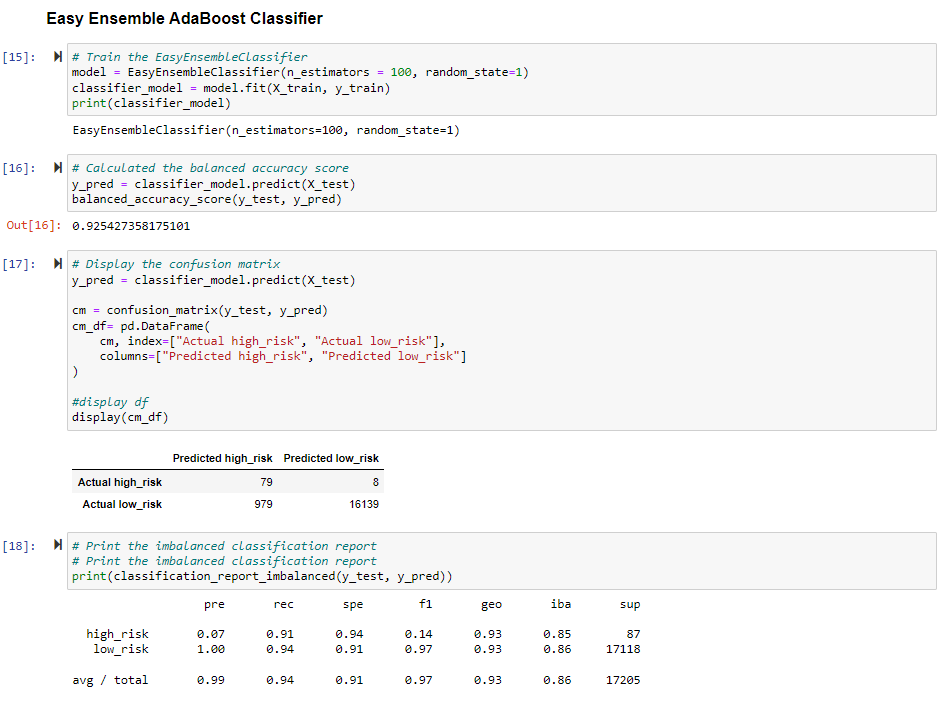 Easy Ensemble AdaBoost Classifier
[15]: # Train the EasyEnsembleClassifier
model = EasyEnsembleClassifier(n_estimators = 100, random_state=1)
classifier_model = model.fit(X_train, y_train)
print(classifier_model)
EasyEnsembleClassifier(n_estimators=100, random_state=1)
[16]: # Calculated the balanced accuracy score
y_pred = classifier_model.predict(X_test)
balanced_accuracy_score(y_test, y_pred)
Out[16]: 0.925427358175101
[17]: # Display the confusion matrix
y_pred = classifier_model.predict(X_test)
cm = confusion_matrix(y_test, y_pred)
cm_df= pd.DataFrame(
    cm, index=["Actual high_risk", "Actual low_risk"],
    columns=["Predicted high_risk", "Predicted low_risk"]
)
#display df
display(cm_df)
Predicted high_risk Predicted low_risk
Actual high_risk 79 8
Actual low_risk 979 16139
[18]: # Print the imbalanced classification report
# Print the imbalanced classification report
print(classification_report_imbalanced(y_test, y_pred))
pre rec spe f1 geo iba sup
high_risk 0.07 0.91 0.94 0.14 0.93 0.85 87
low_risk 1.00 0.94 0.91 0.97 0.93 0.86 17118
avg / total 0.99 0.94 0.91 0.97 0.93 0.86 17205